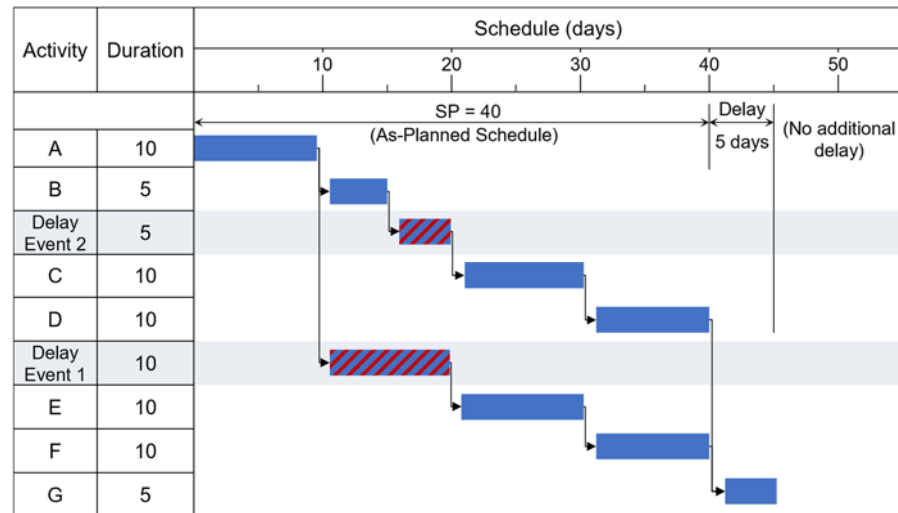 Activity Duration Schedule (days)
10 20 30 40 50
SP = 40 Delay
(As-Planned Schedule) 5 days (No additional
delay)
A 10
B 5
Delay
Event 2 5
C 10
D 10
Delay
Event 1 10
E 10
F 10
G 5